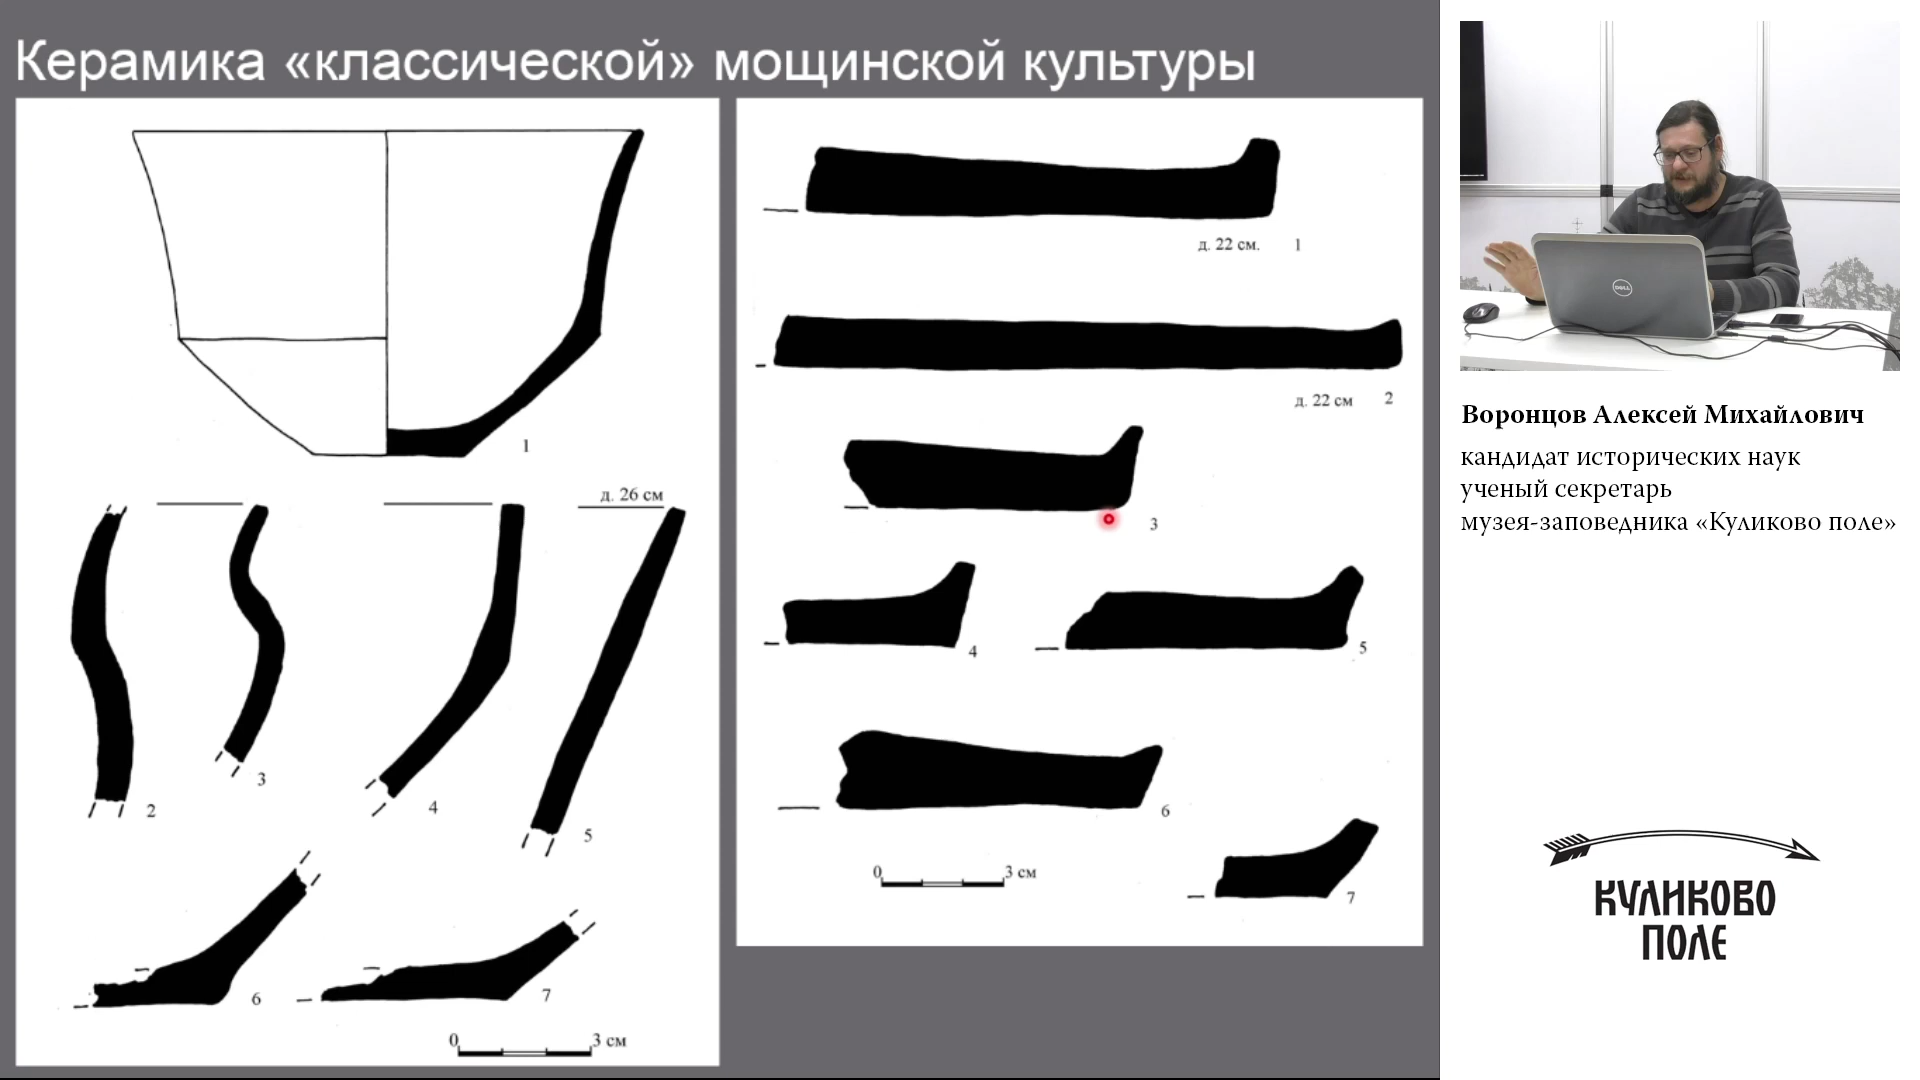 Керамика «классической» мощинской культуры
1
д. 26 см
2
3
4
5
6
7
0 3 см
д. 22 см. 1
д. 22 см 2
3
4
5
6
0 3 см
7
DELL
Воронцов Алексей Михайлович
кандидат исторических наук
ученый секретарь
музея-заповедника «Куликово поле»
КУЛИКОВО
ПОЛЕ